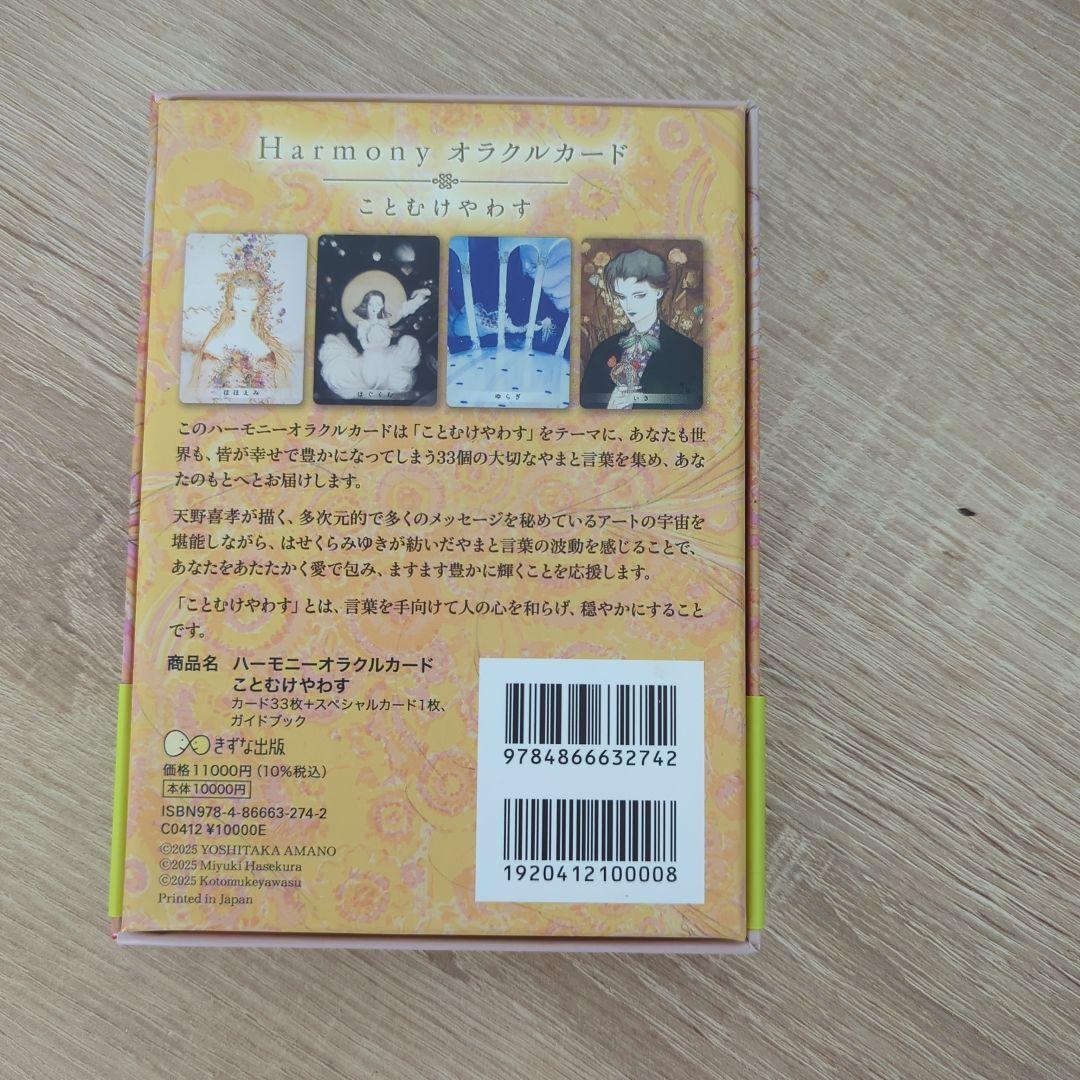 Harmony オラクルカード
ことむけやわす
ほほえみ
はぐくむ
ゆらぎ
いき
このハーモニーオラクルカードは「ことむけやわす」をテーマに、あなたも世
界も、皆が幸せで豊かになってしまう33個の大切なやまと言葉を集め、あな
たのもとへとお届けします。
天野喜孝が描く、多次元的で多くのメッセージを秘めているアートの宇宙を
堪能しながら、はせくらみゆきが紡いだやまと言葉の波動を感じることで、
あなたをあたたかく愛で包み、ますます豊かに輝くことを応援します。
「ことむけやわす」とは、言葉を手向けて人の心を和らげ、穏やかにすること
です。
商品名 ハーモニーオラクルカード
ことむけやわす
カード33枚+スペシャルカード1枚、
ガイドブック
きずな出版
価格11000円(10%税込)
本体10000円
ISBN978-4-86663-274-2
C0412 ¥10000E
©2025 YOSHITAKA AMANO
©2025 Miyuki Hasekura
©2025 Kotomukeyawasu
Printed in Japan
9784866632742
1920412100008